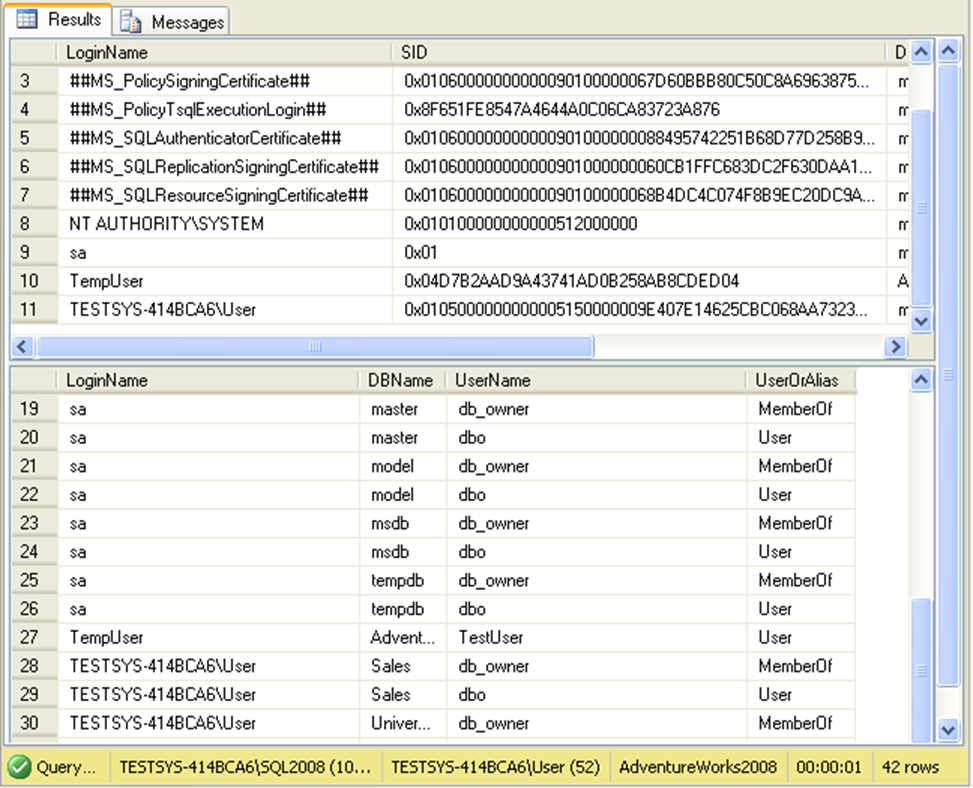 Results Messages
LoginName SID D
3 ##MS_PolicySigningCertificate## 0x01060000000000090100000067D60BBB80C50C8A6963875... m
4 ##MS_PolicyTsqlExecutionLogin## 0x8F651FE8547A4644A0C06CA83723A876 m
5 ##MS_SQLAuthenticatorCertificate## 0x01060000000000090100000088495742251B68D77D258B9... m
6 ##MS_SQLReplicationSigningCertificate## 0x01060000000000090100000060CB1FFC683DC2F630DAA1... m
7 ##MS_SQLResourceSigningCertificate## 0x01060000000000090100000068B4DC4C074F8B9EC20DC9A... m
8 NT AUTHORITY\SYSTEM 0x010100000000000512000000 m
9 sa 0x01 m
10 TempUser 0x04D7B2AAD9A43741AD0B258AB8CDED04 A
11 TESTSYS-414BCA6\User 0x0105000000000005150000009E407E14625CBC068AA7323... m
LoginName DBName UserName UserOrAlias
19 sa master db_owner MemberOf
20 sa master dbo User
21 sa model db_owner MemberOf
22 sa model dbo User
23 sa msdb db_owner MemberOf
24 sa msdb dbo User
25 sa tempdb db_owner MemberOf
26 sa tempdb dbo User
27 TempUser Advent... TestUser User
28 TESTSYS-414BCA6\User Sales db_owner MemberOf
29 TESTSYS-414BCA6\User Sales dbo User
30 TESTSYS-414BCA6\User Univer... db_owner MemberOf
Query... TESTSYS-414BCA6\SQL2008 (10... TESTSYS-414BCA6\User (52) AdventureWorks2008 00:00:01 42 rows